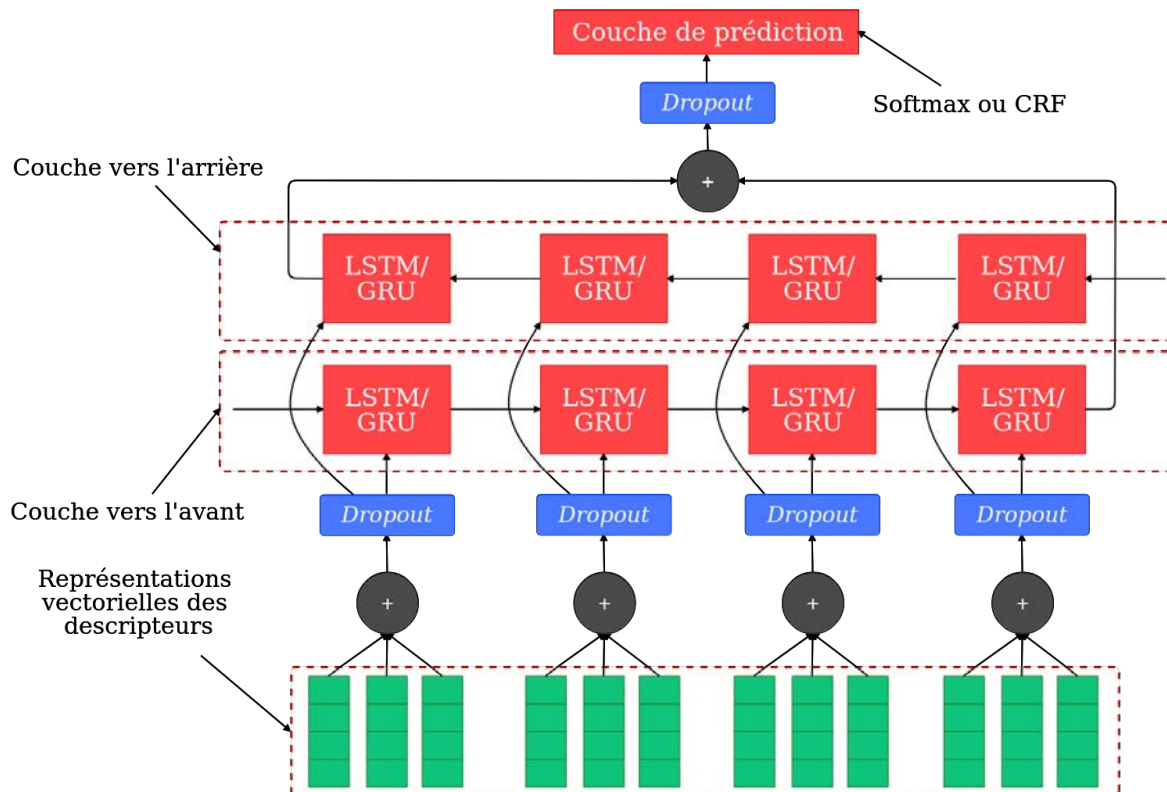 Couche de prédiction
Dropout
Softmax ou CRF
Couche vers l'arrière
+
LSTM/
GRU
LSTM/
GRU
LSTM/
GRU
LSTM/
GRU
LSTM/
GRU
LSTM/
GRU
LSTM/
GRU
LSTM/
GRU
Couche vers l'avant
Dropout
Dropout
Dropout
Dropout
Représentations
vectorielles des
descripteurs
+
+
+
+